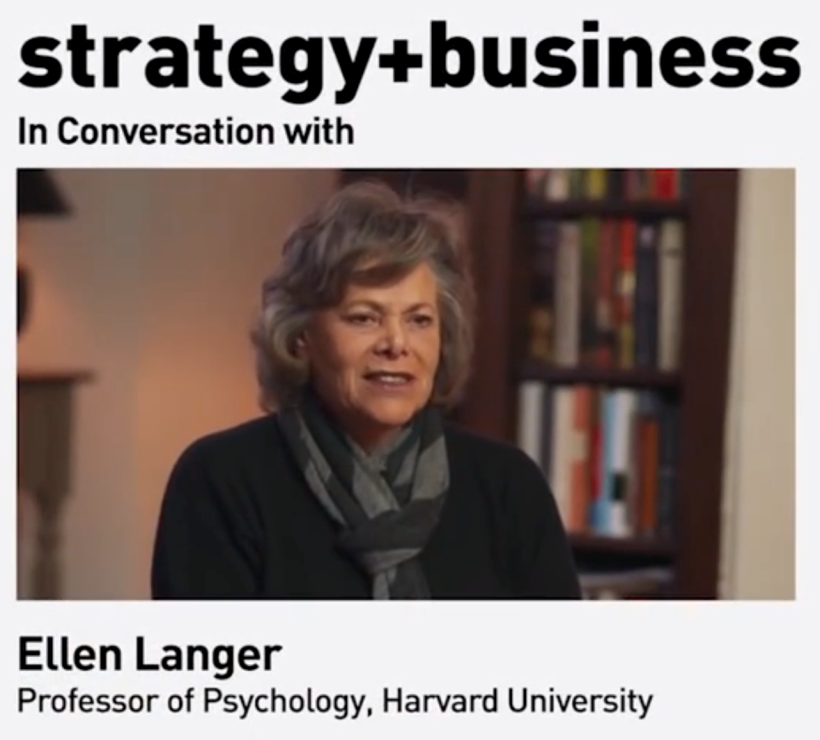 strategy+business
In Conversation with
Ellen Langer
Professor of Psychology, Harvard University